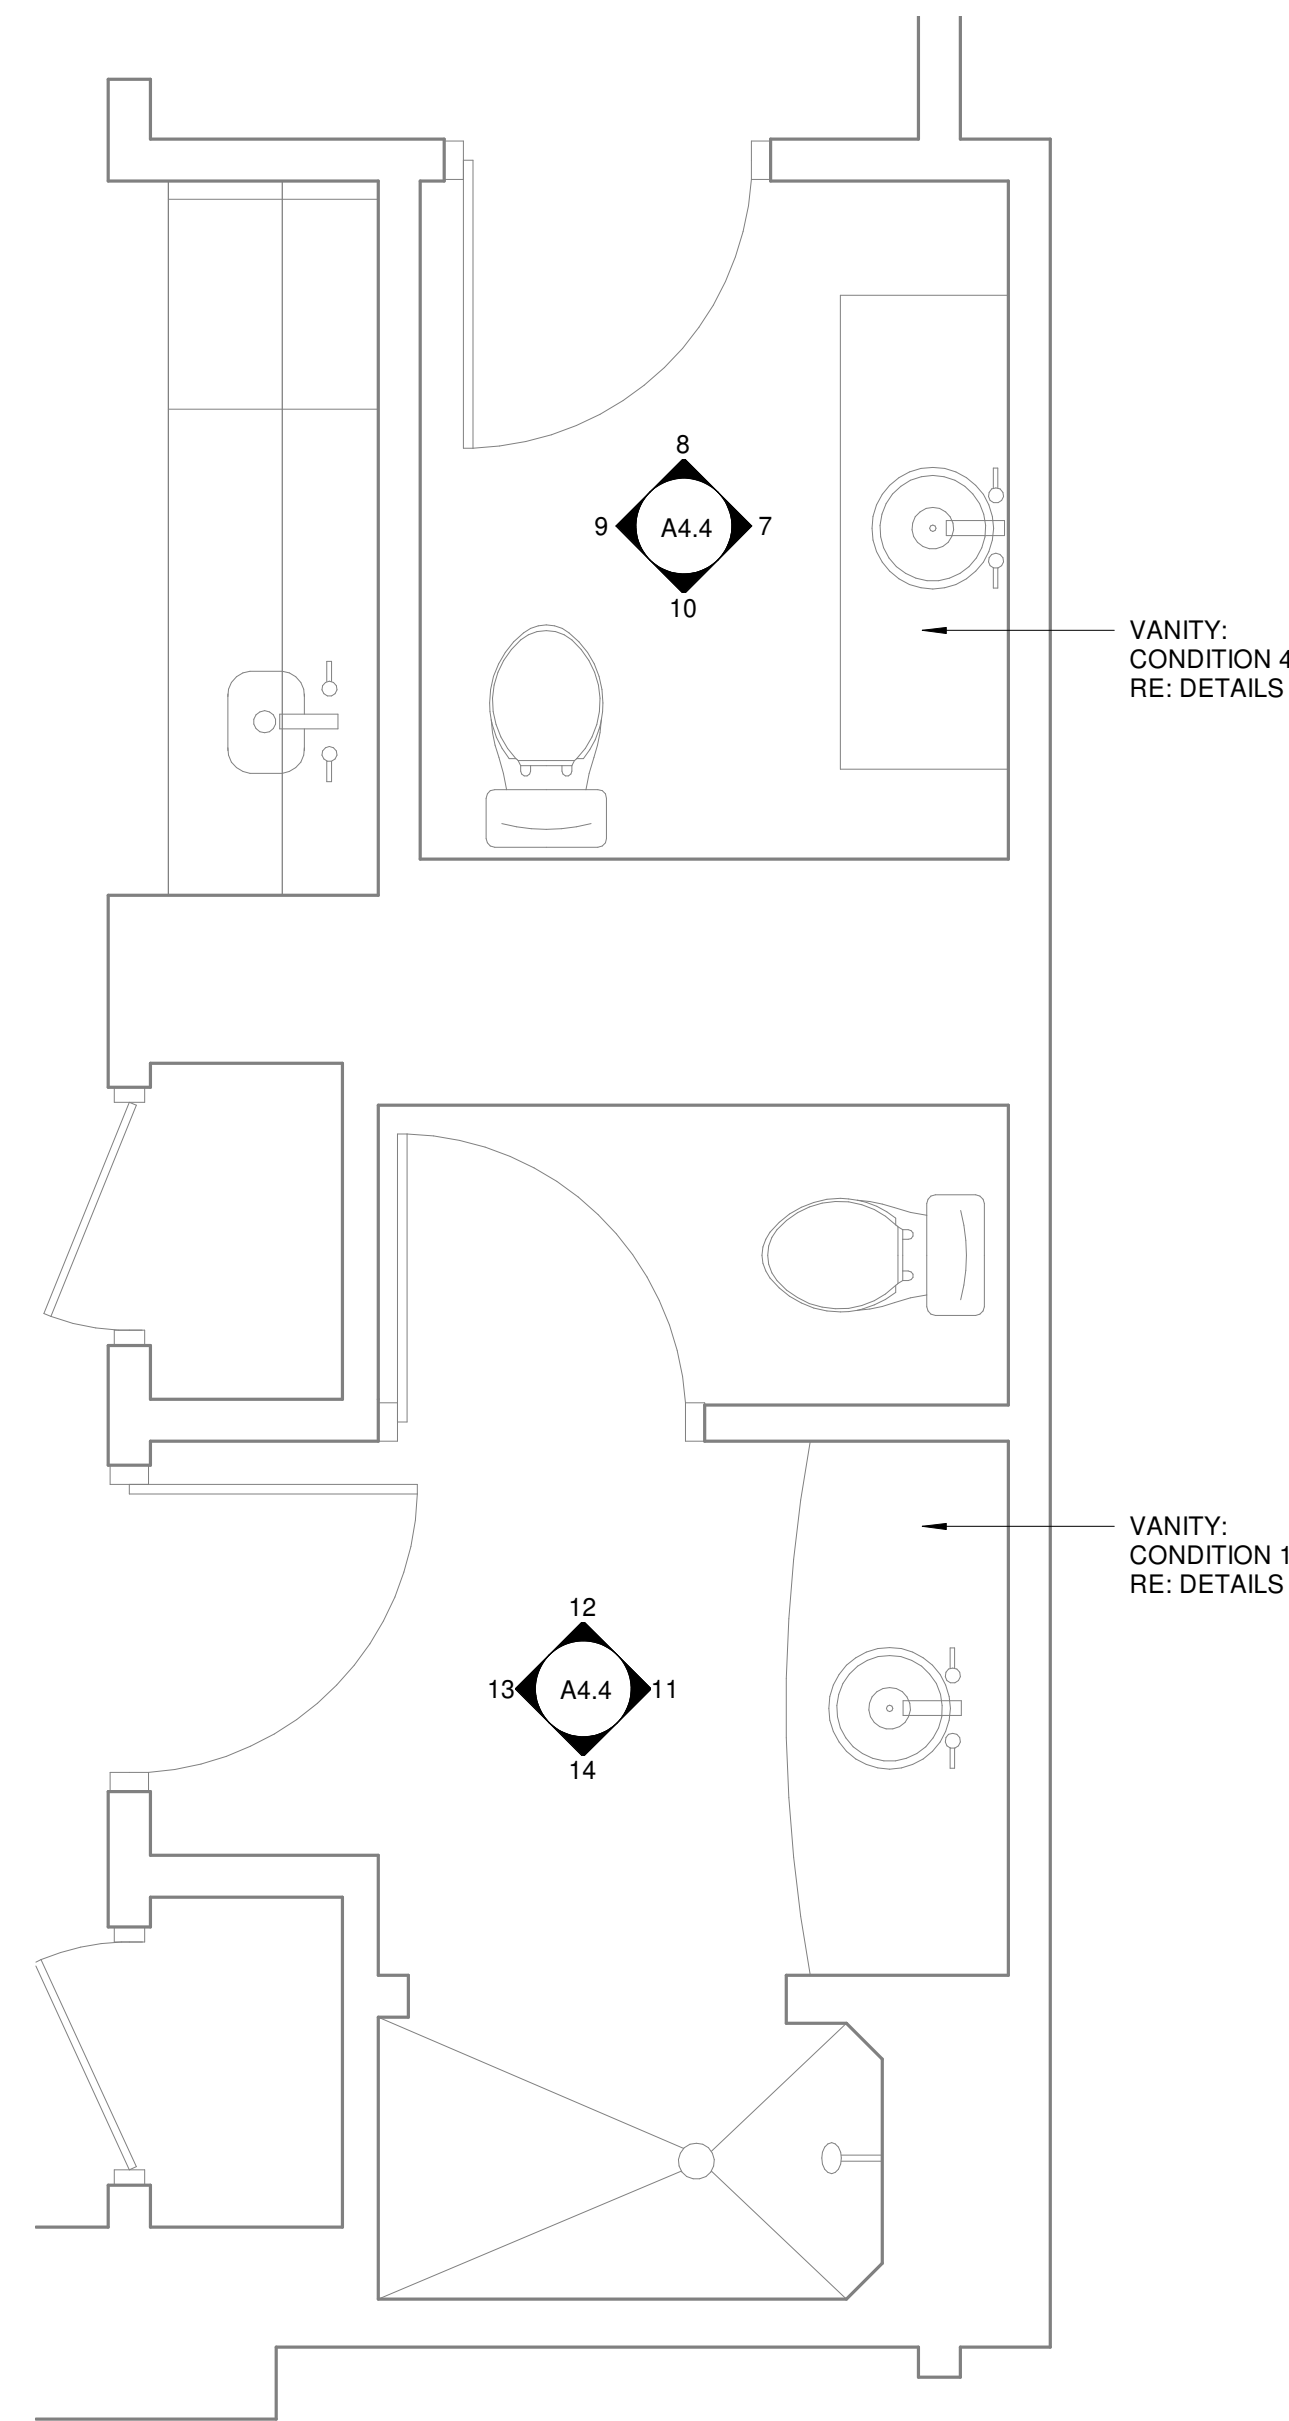 8
9
A4.4
7
10
VANITY:
CONDITION 4
RE: DETAILS
VANITY:
CONDITION 1
RE: DETAILS
12
13
A4.4
11
14